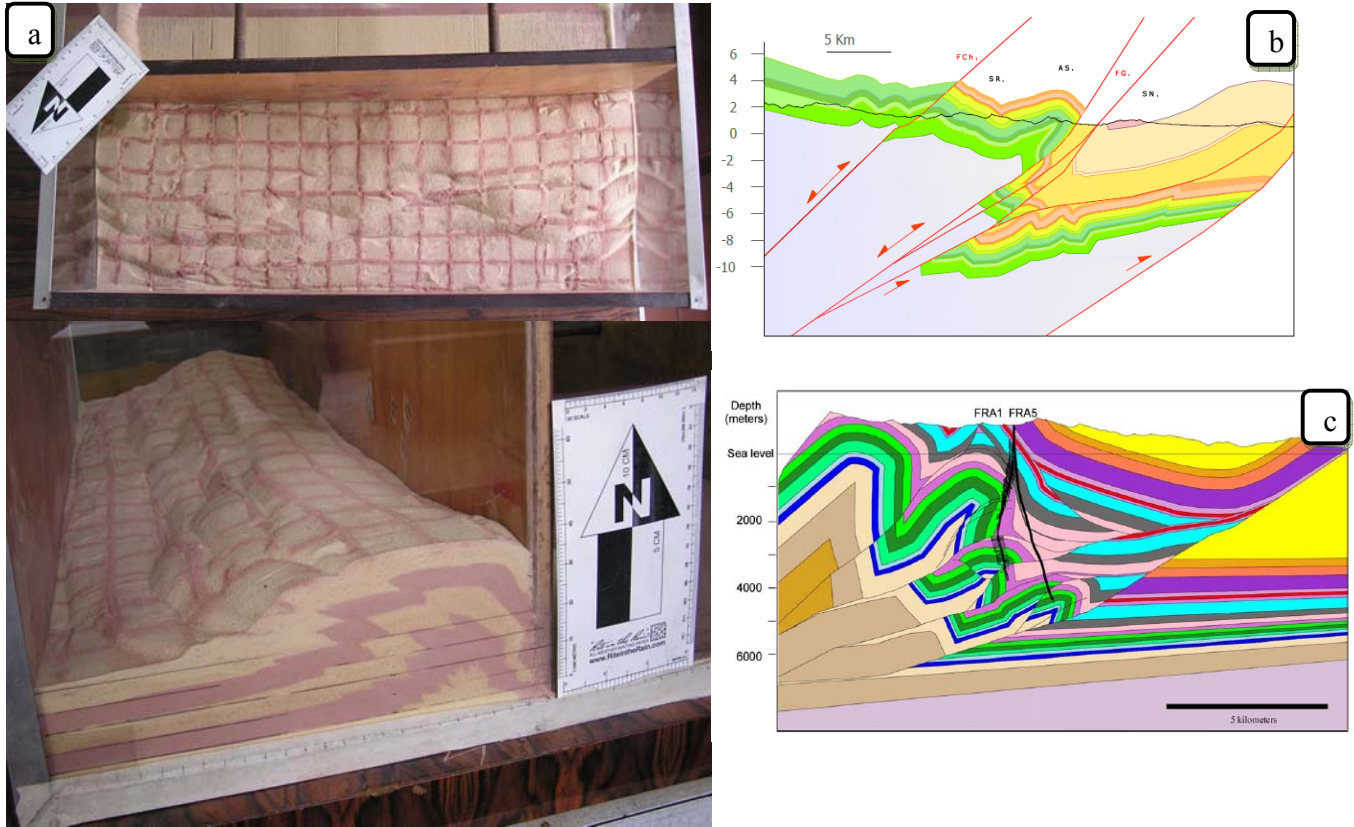 a
N
10 CM
5 CM
N
www.RiteintheRain.com
b
5 Km
6
4
2
0
-2
-4
-6
-8
-10
FCh.
SR.
AS.
FG.
SN.
c
Depth
(meters)
FRA1 FRA5
Sea level
2000
4000
6000
5 kilometers